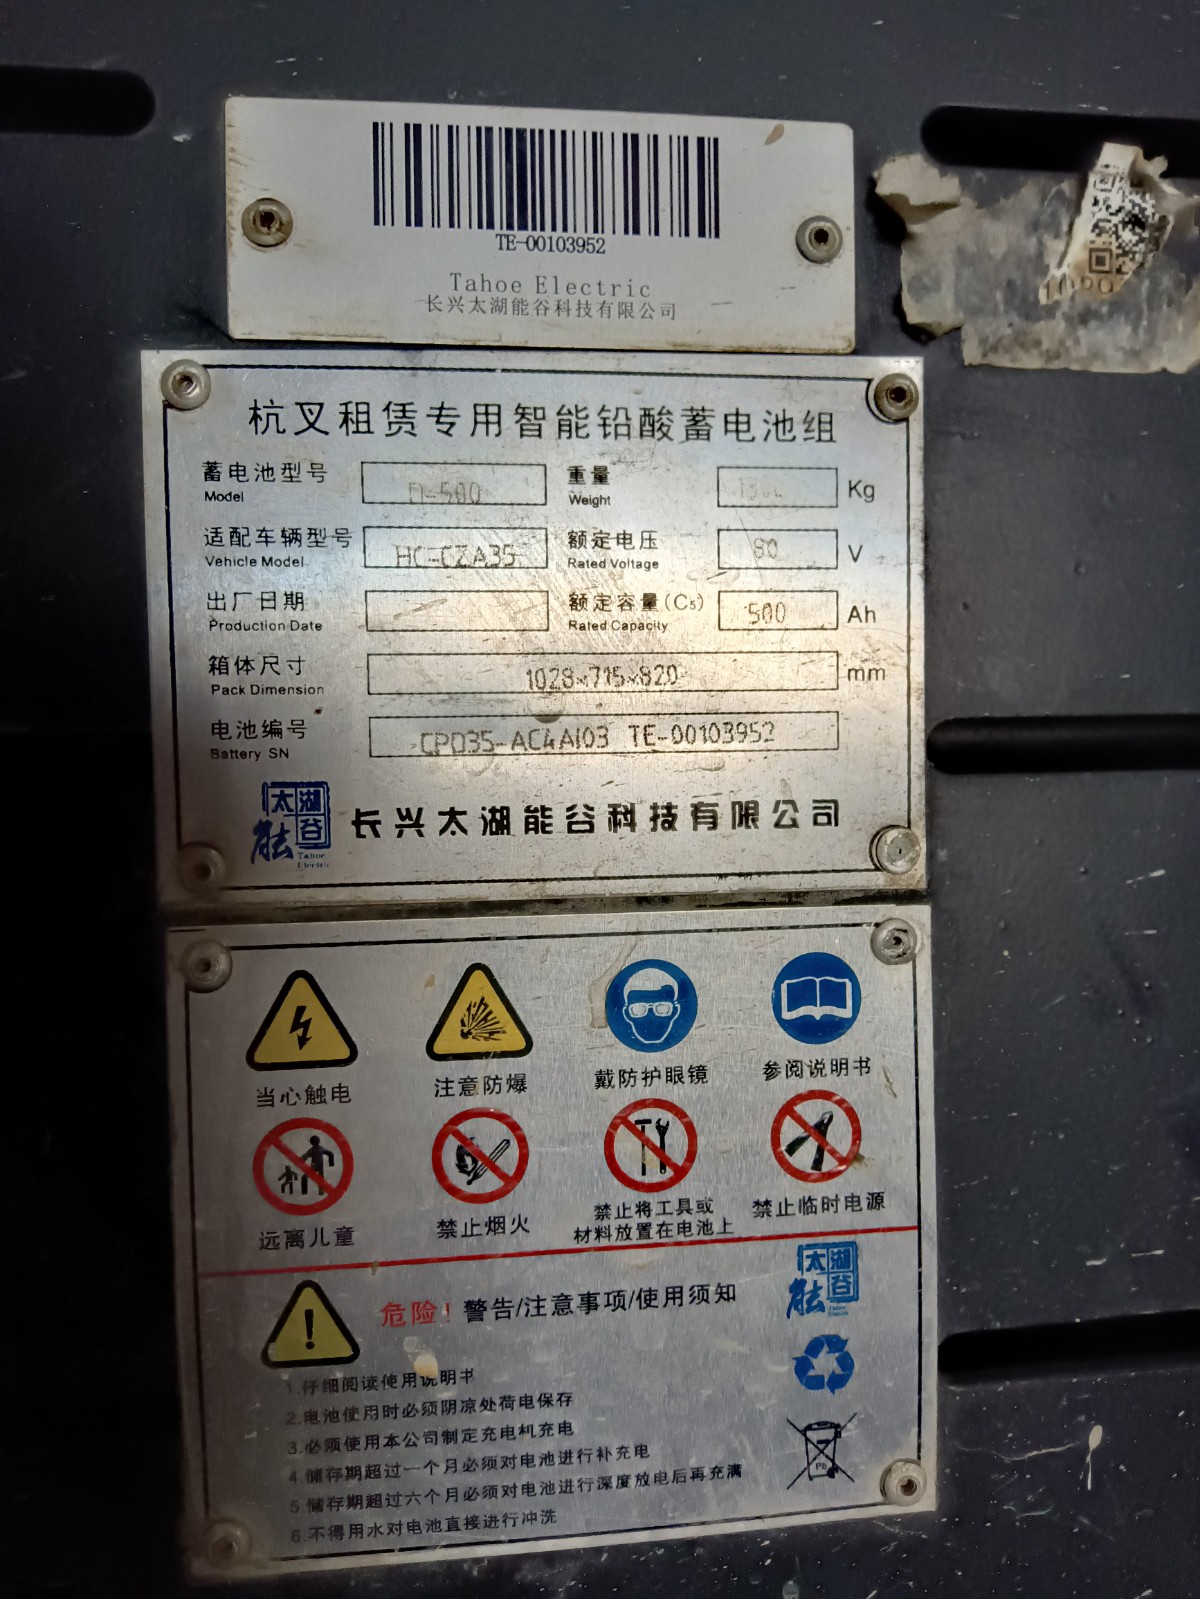 TE-00103952
Tahoe Electric
长兴太湖能谷科技有限公司
杭叉租赁专用智能铅酸蓄电池组
蓄电池型号 重量 Kg
Model Weight
适配车辆型号 HC-CZA35 额定电压 80 V
Vehicle Model Rated Voltage
出厂日期 额定容量(C₅) 500 Ah
Production Date Rated Capacity
箱体尺寸 1028×715×820 mm
Pack Dimension
电池编号 CPD35-AC4A103 TE-00103952
Battery SN
太湖能谷 长兴太湖能谷科技有限公司
Tahoe
Electric
当心触电 注意防爆 戴防护眼镜 参阅说明书
远离儿童 禁止烟火 禁止将工具或 禁止临时电源
材料放置在电池上
太湖能谷
危险! 警告/注意事项/使用须知
1.仔细阅读使用说明书
2.电池使用时必须阴凉处荷电保存
3.必须使用本公司制定充电机充电
4.储存期超过一个月必须对电池进行补充电
5.储存期超过六个月必须对电池进行深度放电后再充满
6.不得用水对电池直接进行冲洗
Pb